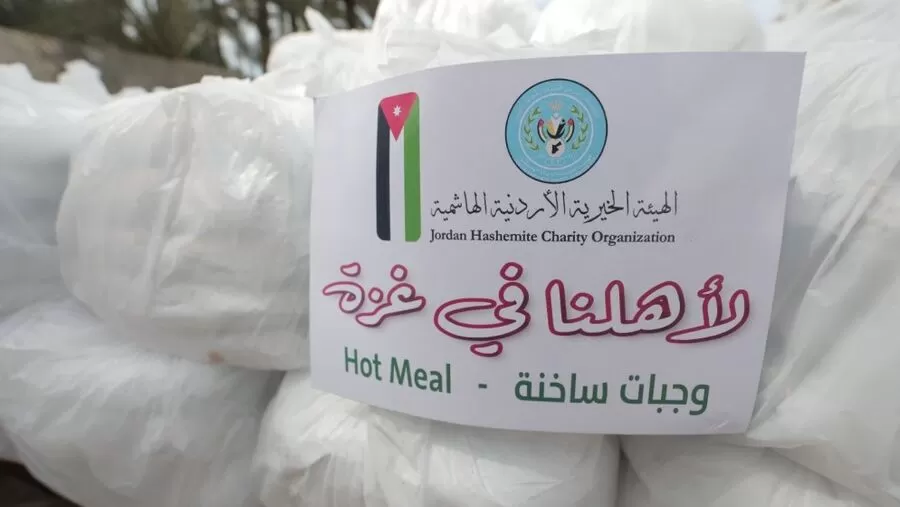 الهيئة الخيرية الأردنية الهاشمية
Jordan Hashemite Charity Organization
لأهلنا في غزة
وجبات ساخنة - Hot Meal